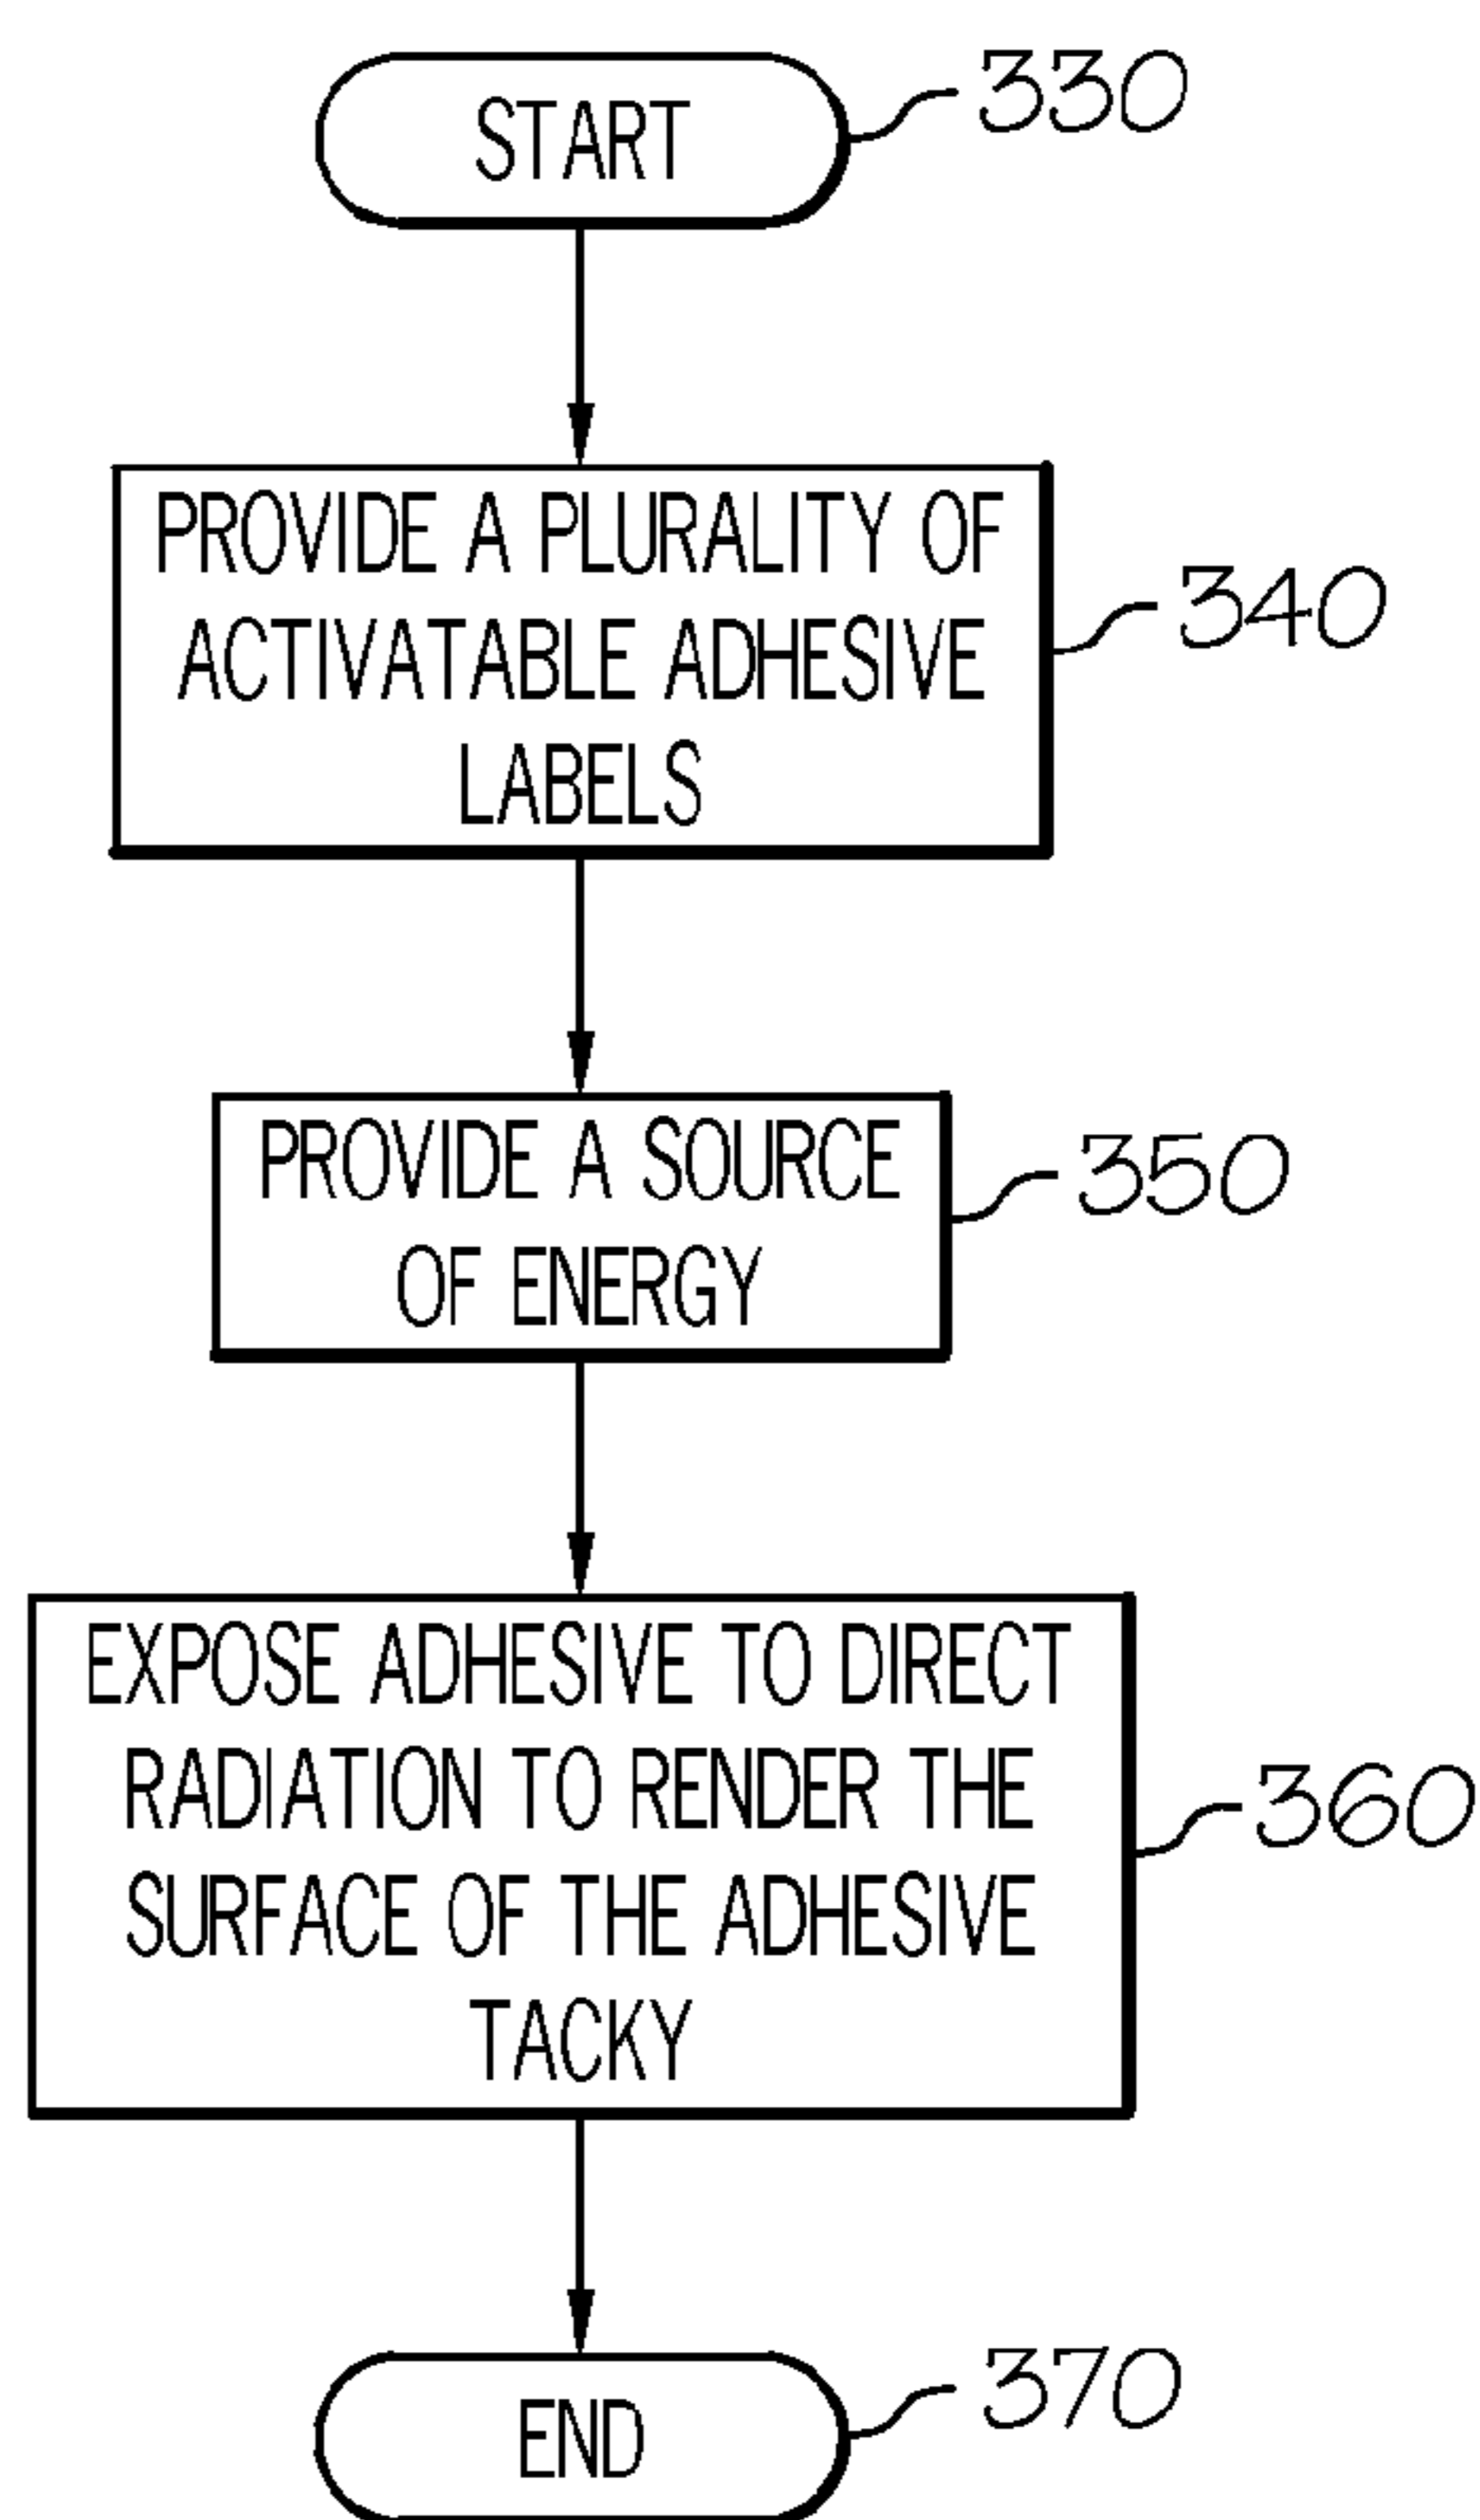 START
330
PROVIDE A PLURALITY OF
ACTIVATABLE ADHESIVE
LABELS
340
PROVIDE A SOURCE
OF ENERGY
350
EXPOSE ADHESIVE TO DIRECT
RADIATION TO RENDER THE
SURFACE OF THE ADHESIVE
TACKY
360
END
370